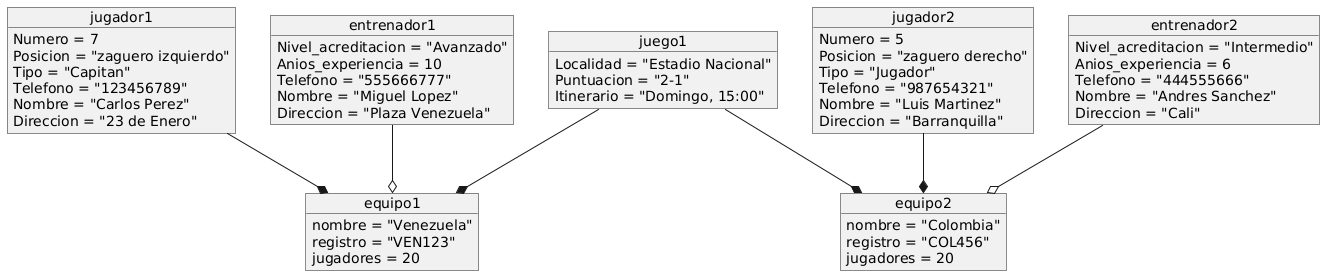 jugador1
Numero = 7
Posicion = "zaguero izquierdo"
Tipo = "Capitan"
Telefono = "123456789"
Nombre = "Carlos Perez"
Direccion = "23 de Enero"
entrenador1
Nivel_acreditacion = "Avanzado"
Anios_experiencia = 10
Telefono = "555666777"
Nombre = "Miguel Lopez"
Direccion = "Plaza Venezuela"
juego1
Localidad = "Estadio Nacional"
Puntuacion = "2-1"
Itinerario = "Domingo, 15:00"
jugador2
Numero = 5
Posicion = "zaguero derecho"
Tipo = "Jugador"
Telefono = "987654321"
Nombre = "Luis Martinez"
Direccion = "Barranquilla"
entrenador2
Nivel_acreditacion = "Intermedio"
Anios_experiencia = 6
Telefono = "444555666"
Nombre = "Andres Sanchez"
Direccion = "Cali"
equipo1
nombre = "Venezuela"
registro = "VEN123"
jugadores = 20
equipo2
nombre = "Colombia"
registro = "COL456"
jugadores = 20